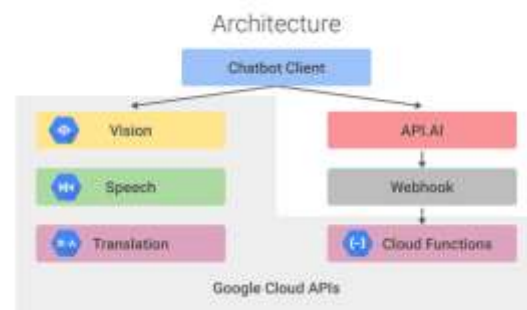 Architecture
Chatbot Client
Vision
API.AI
Speech
Webhook
Translation
Cloud Functions
Google Cloud APIs